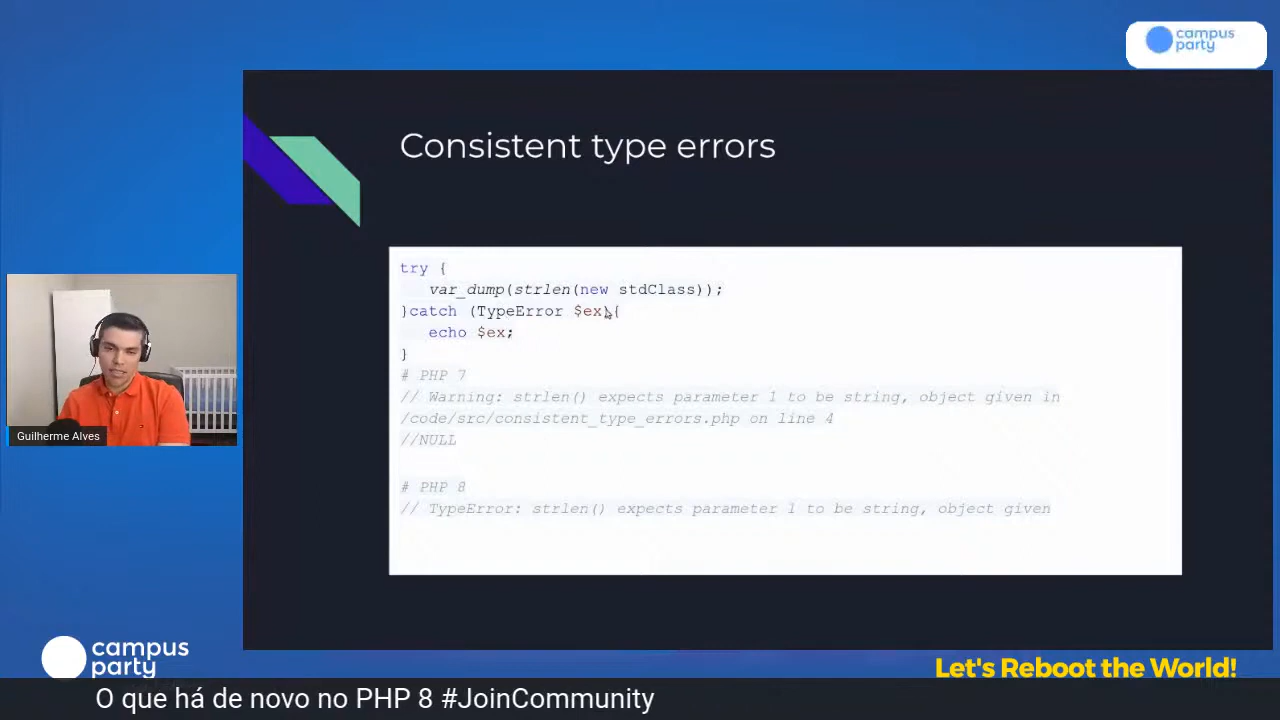 campus
party
Consistent type errors
try {
var_dump(strlen(new stdClass));
}catch (TypeError $ex){
echo $ex;
}
# PHP 7
// Warning: strlen() expects parameter 1 to be string, object given in
/code/src/consistent_type_errors.php on line 4
//NULL
# PHP 8
// TypeError: strlen() expects parameter 1 to be string, object given
Guilherme Alves
campus
party
Let's Reboot the World!
O que há de novo no PHP 8 #JoinCommunity